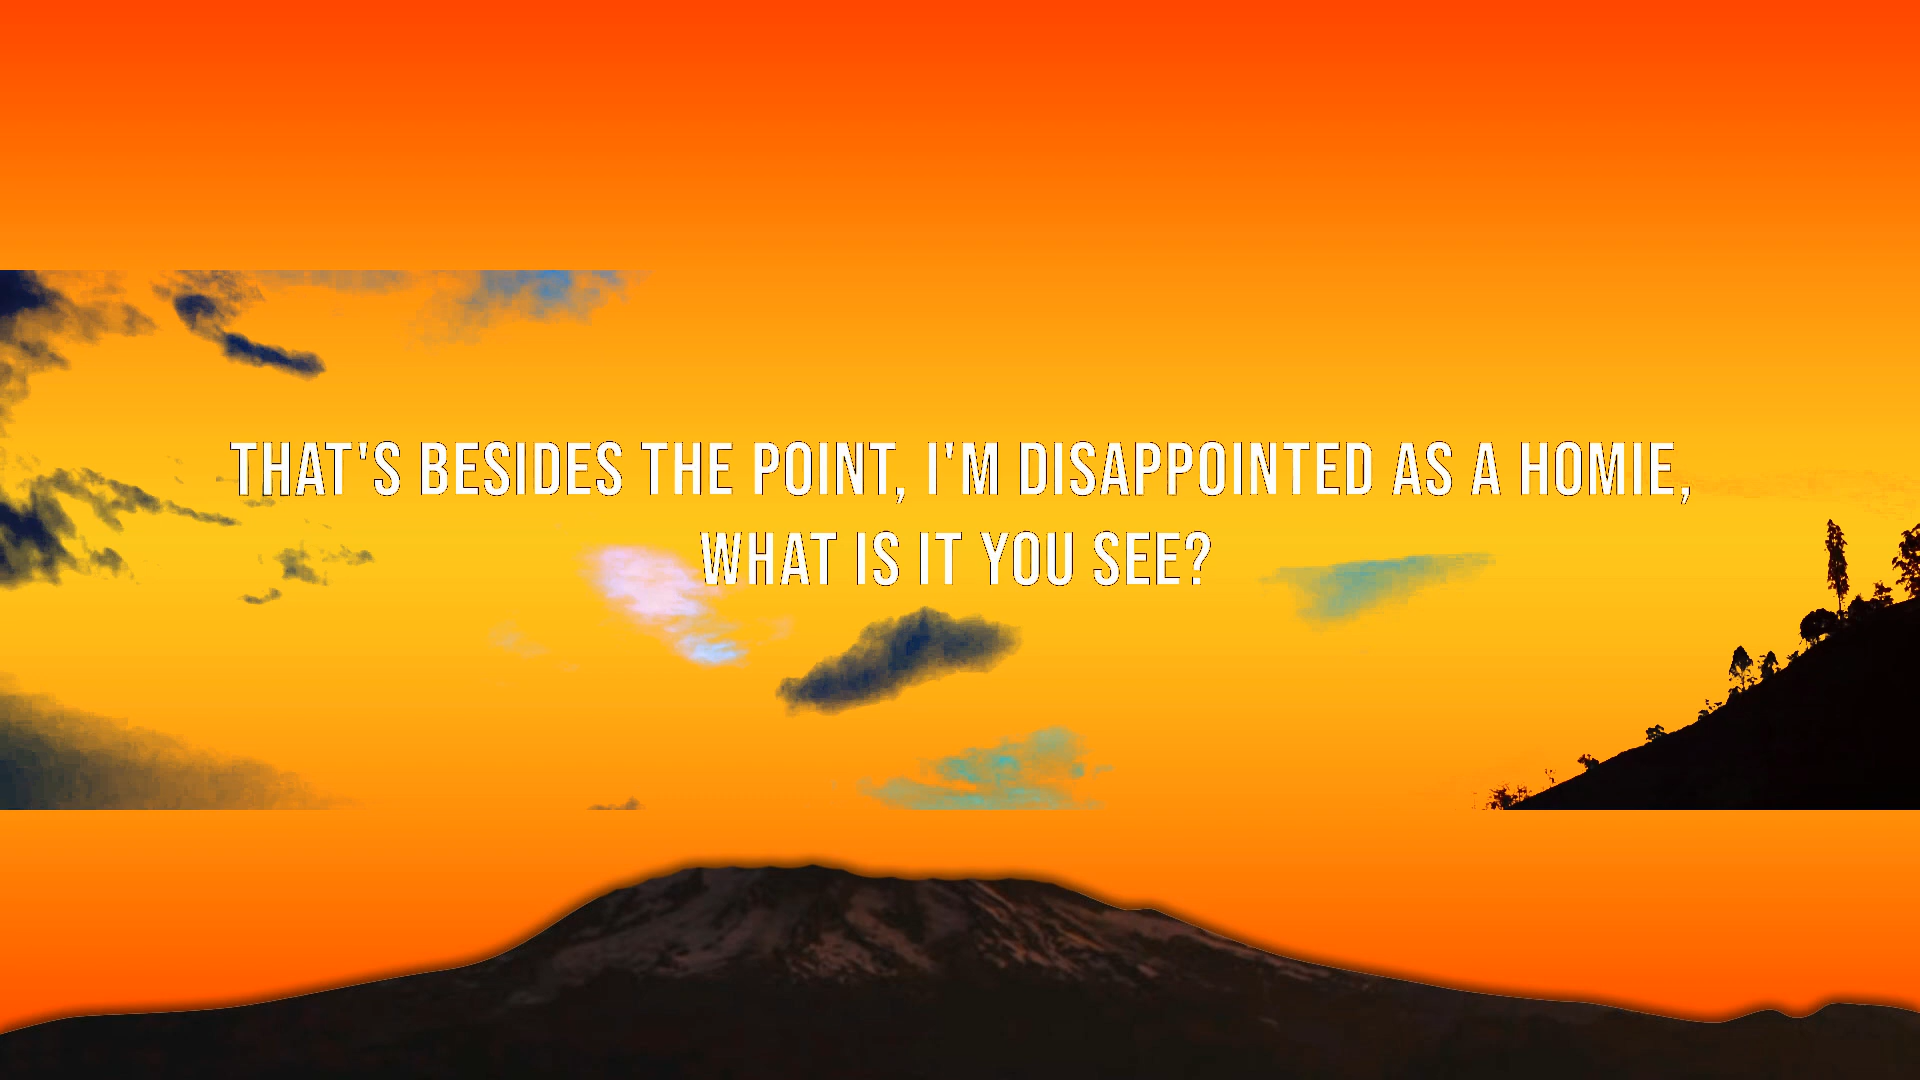 THAT'S BESIDES THE POINT, I'M DISAPPOINTED AS A HOMIE,
WHAT IS IT YOU SEE?